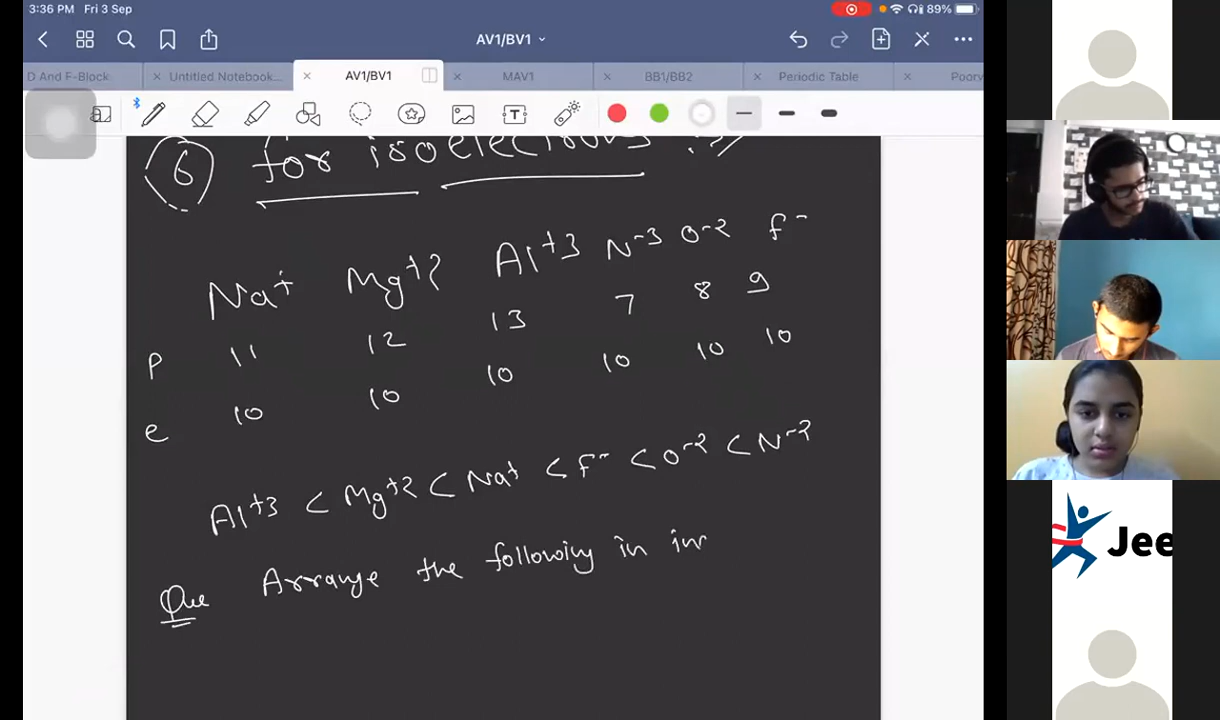 3:36 PM Fri 3 Sep 89%
AV1/BV1
D And F-Block Untitled Notebook... AV1/BV1 MAV1 BB1/BB2 Periodic Table Poorv
T
6 for isoelectrons
Na+ Mg+2 Al+3 N-3 O-2 F-
P 11 12 13 7 8 9
e 10 10 10 10 10 10
Al+3 < Mg+2 < Na+ < F- < O-2 < N-3
Que Arrange the following in inr
Jee